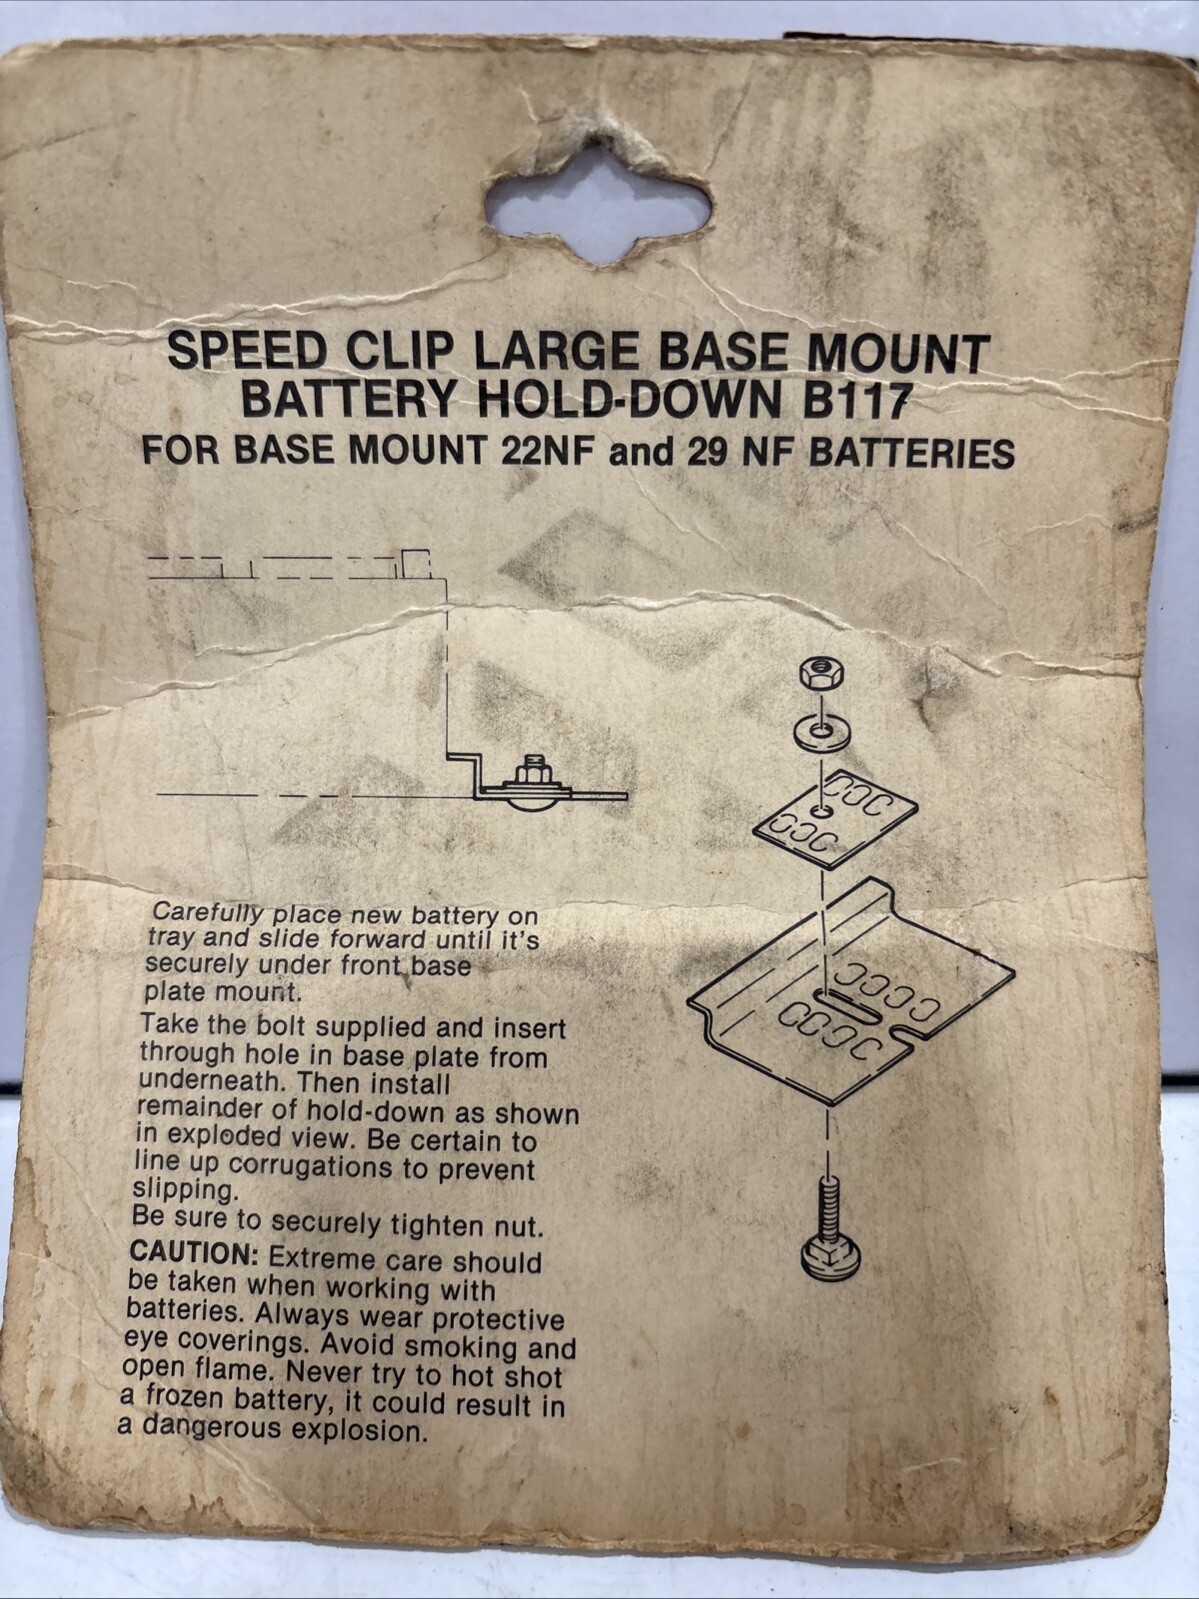 SPEED CLIP LARGE BASE MOUNT
BATTERY HOLD-DOWN B117
FOR BASE MOUNT 22NF and 29 NF BATTERIES
Carefully place new battery on
tray and slide forward until it's
securely under front base
plate mount.
Take the bolt supplied and insert
through hole in base plate from
underneath. Then install
remainder of hold-down as shown
in exploded view. Be certain to
line up corrugations to prevent
slipping.
Be sure to securely tighten nut.
CAUTION: Extreme care should
be taken when working with
batteries. Always wear protective
eye coverings. Avoid smoking and
open flame. Never try to hot shot
a frozen battery, it could result in
a dangerous explosion.